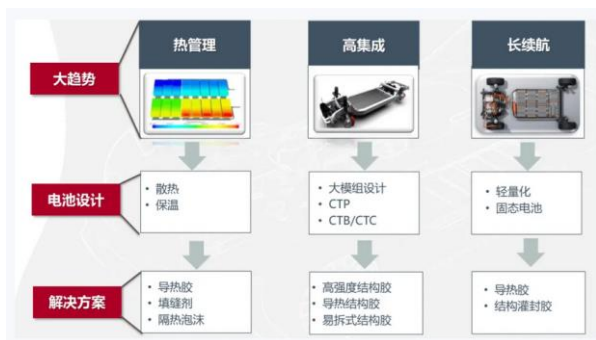 热管理
高集成
长续航
大趋势
电池设计
• 散热
• 保温
• 大模组设计
• CTP
• CTB/CTC
• 轻量化
• 固态电池
解决方案
• 导热胶
• 填缝剂
• 隔热泡沫
• 高强度结构胶
• 导热结构胶
• 易拆式结构胶
• 导热胶
• 结构灌封胶